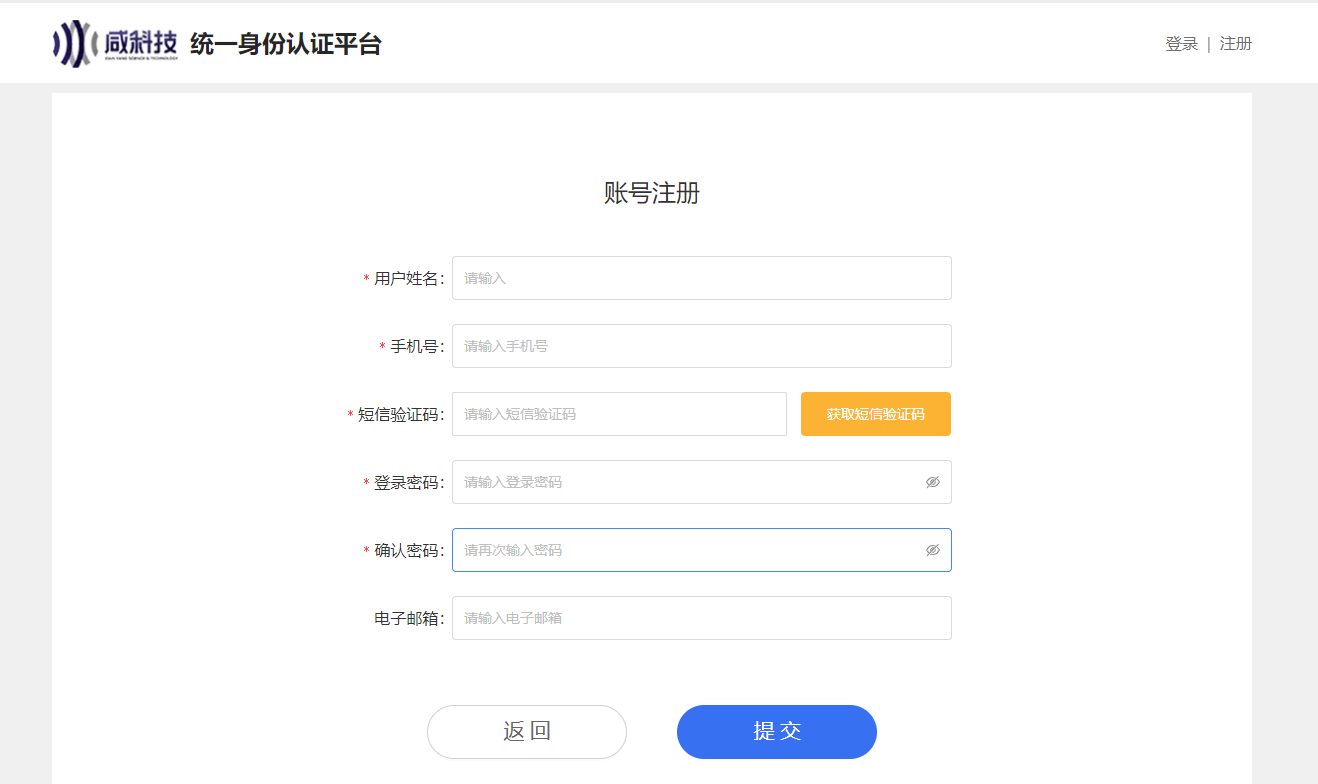 咸科技 统一身份认证平台 登录 | 注册
XIAN YANG SCIENCE & TECHNOLOGY
账号注册
* 用户姓名: 请输入
* 手机号: 请输入手机号
* 短信验证码: 请输入短信验证码 获取短信验证码
* 登录密码: 请输入登录密码
* 确认密码: 请再次输入密码
电子邮箱: 请输入电子邮箱
返 回 提 交